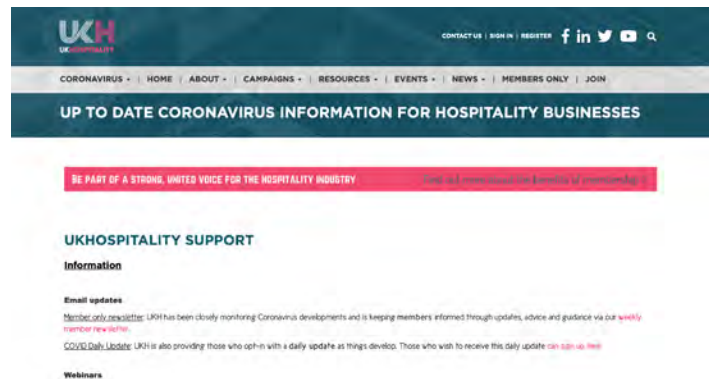 UKH
UKHOSPITALITY
CONTACT US | SIGN IN | REGISTER
CORONAVIRUS | HOME | ABOUT | CAMPAIGNS | RESOURCES | EVENTS | NEWS | MEMBERS ONLY | JOIN
UP TO DATE CORONAVIRUS INFORMATION FOR HOSPITALITY BUSINESSES
BE PART OF A STRONG, UNITED VOICE FOR THE HOSPITALITY INDUSTRY
UKHOSPITALITY SUPPORT
Information
Email updates
Member only newsletter: UKH has been closely monitoring Coronavirus developments and is keeping members informed through updates, advice and guidance via our weekly
member newsletter.
COVID Daily Update: UKH is also providing those who opt-in with a daily update as things develop. Those who wish to receive this daily update can sign up here
Webinars